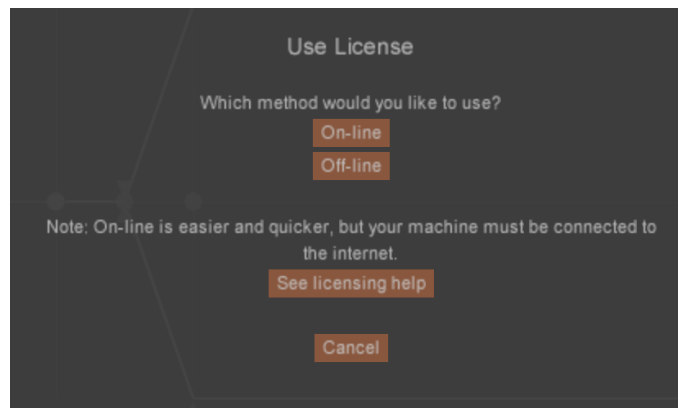 Use License
Which method would you like to use?
On-line
Off-line
Note: On-line is easier and quicker, but your machine must be connected to
the internet.
See licensing help
Cancel